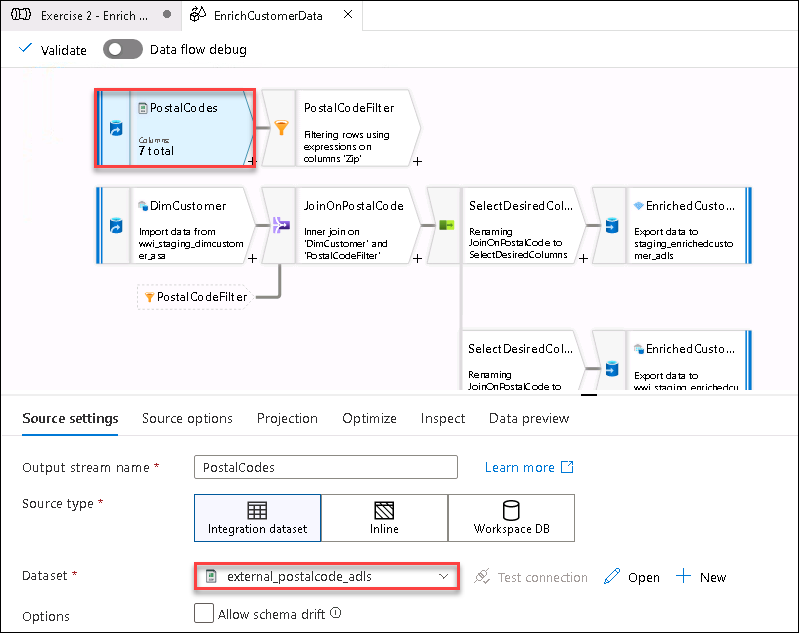 Exercise 2 - Enrich ...
EnrichCustomerData
Validate
Data flow debug
PostalCodes
Columns:
7 total
PostalCodeFilter
Filtering rows using
expressions on
columns 'Zip'
DimCustomer
Import data from
wwi_staging_dimcustom
er_asa
JoinOnPostalCode
Inner join on
'DimCustomer' and
'PostalCodeFilter'
SelectDesiredCol...
Renaming
JoinOnPostalCode to
SelectDesiredColumns
EnrichedCusto...
Export data to
staging_enrichedcusto
mer_adls
PostalCodeFilter
SelectDesiredCol...
Renaming
JoinOnPostalCode to
EnrichedCusto...
Export data to
wwi_staging_enrichedcu
Source settings
Source options
Projection
Optimize
Inspect
Data preview
Output stream name *
PostalCodes
Learn more
Source type *
Integration dataset
Inline
Workspace DB
Dataset *
external_postalcode_adls
Test connection
Open
New
Options
Allow schema drift